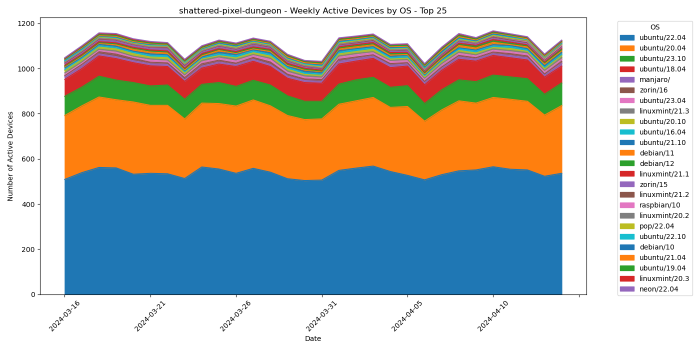 shattered-pixel-dungeon - Weekly Active Devices by OS - Top 25
Number of Active Devices
1200
1000
800
600
400
200
0
2024-03-16
2024-03-21
2024-03-26
2024-03-31
2024-04-05
2024-04-10
Date
OS
ubuntu/22.04
ubuntu/20.04
ubuntu/23.10
ubuntu/18.04
manjaro/
zorin/16
ubuntu/23.04
linuxmint/21.3
ubuntu/20.10
ubuntu/16.04
ubuntu/21.10
debian/11
debian/12
linuxmint/21.1
zorin/15
linuxmint/21.2
raspbian/10
linuxmint/20.2
pop/22.04
ubuntu/22.10
debian/10
ubuntu/21.04
ubuntu/19.04
linuxmint/20.3
neon/22.04